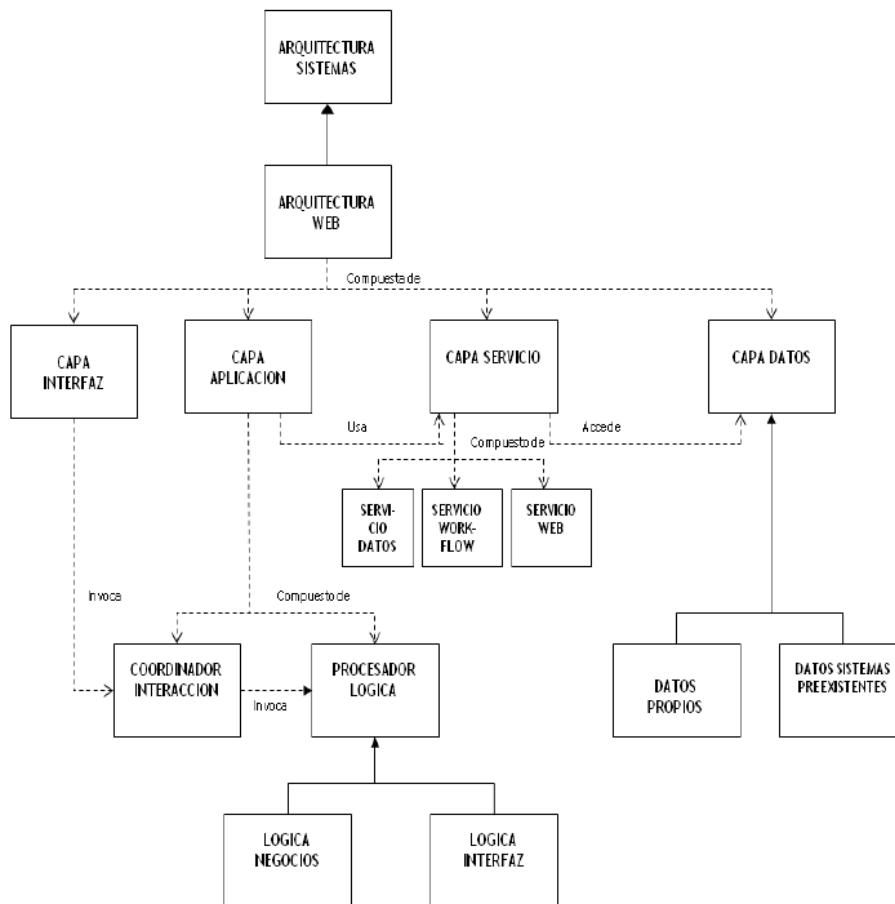 ARQUITECTURA
SISTEMAS
ARQUITECTURA
WEB
Compuesta de
CAPA
INTERFAZ
CAPA
APLICACION
CAPA SERVICIO
CAPA DATOS
Usa
Compuesto de
Accede
SERVI-
CIO
DATOS
SERVICIO
WORK-
FLOW
SERVICIO
WEB
Invoca
Compuesto de
COORDINADOR
INTERACCION
PROCESADOR
LOGICA
Invoca
DATOS
PROPIOS
DATOS SISTEMAS
PREEXISTENTES
LOGICA
NEGOCIOS
LOGICA
INTERFAZ